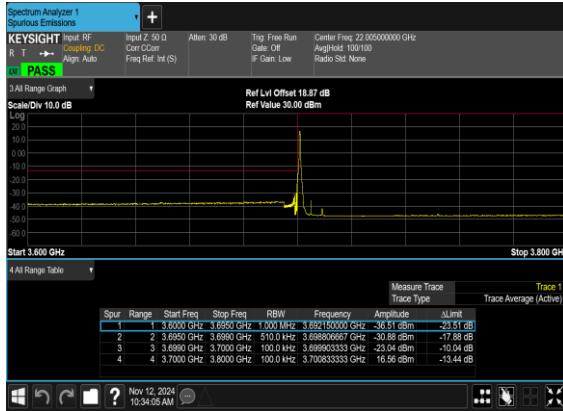 Spectrum Analyzer 1
Spurious Emissions
+
KEYSIGHT Input: RF Input Z: 50 Ω Atten: 30 dB Trig: Free Run Center Freq: 22.005000000 GHz
R T Coupling: DC Corr CCorr Gate: Off Avg|Hold: 100/100
Align: Auto Freq Ref: Int (S) IF Gain: Low Radio Std: None
PASS
3 All Range Graph Ref Lvl Offset 18.87 dB
Scale/Div 10.0 dB Ref Value 30.00 dBm
Log
20.0
10.0
0.00
-10.0
-20.0
-30.0
-40.0
-50.0
-60.0
Start 3.600 GHz Stop 3.800 GH
4 All Range Table
Measure Trace Trace 1
Trace Type Trace Average (Active)
Spur Range Start Freq Stop Freq RBW Frequency Amplitude ΔLimit
1 1 3.6000 GHz 3.6950 GHz 1.000 MHz 3.692150000 GHz -36.51 dBm -23.51 dB
2 2 3.6950 GHz 3.6990 GHz 510.0 kHz 3.698806667 GHz -30.88 dBm -17.88 dB
3 3 3.6990 GHz 3.7000 GHz 100.0 kHz 3.699903333 GHz -23.04 dBm -10.04 dB
4 4 3.7000 GHz 3.8000 GHz 100.0 kHz 3.700833333 GHz 16.56 dBm -13.44 dB
? Nov 12, 2024
10:34:05 AM